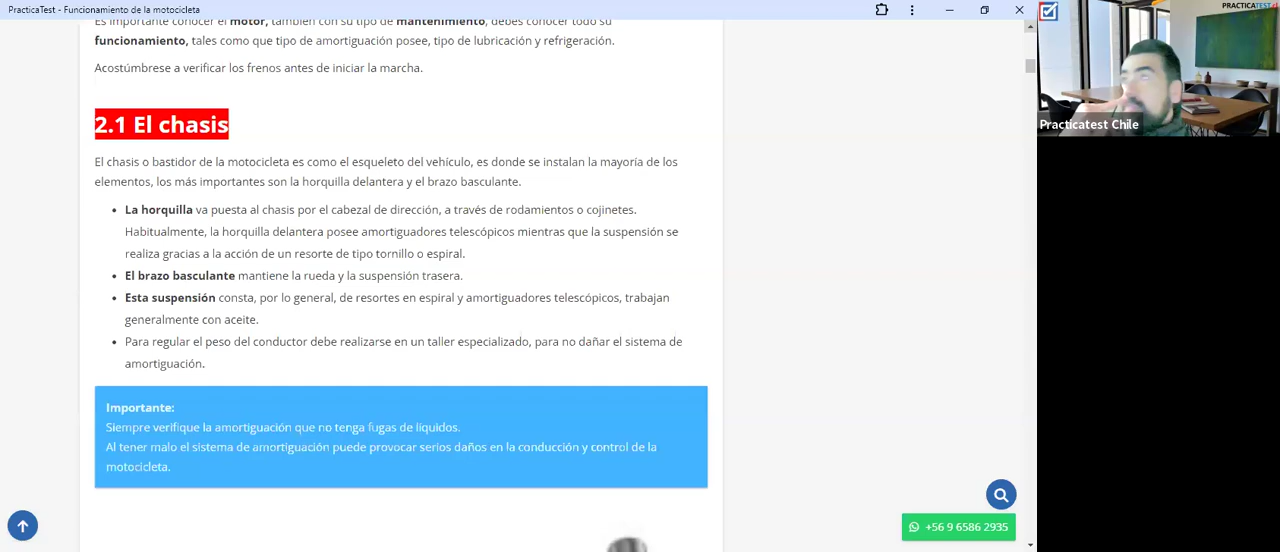 PracticaTest - Funcionamiento de la motocicleta
Es importante conocer el motor, también con su tipo de mantenimiento, debes conocer todo su
funcionamiento, tales como que tipo de amortiguación posee, tipo de lubricación y refrigeración.
Acostúmbrese a verificar los frenos antes de iniciar la marcha.
2.1 El chasis
El chasis o bastidor de la motocicleta es como el esqueleto del vehículo, es donde se instalan la mayoría de los
elementos, los más importantes son la horquilla delantera y el brazo basculante.
• La horquilla va puesta al chasis por el cabezal de dirección, a través de rodamientos o cojinetes.
Habitualmente, la horquilla delantera posee amortiguadores telescópicos mientras que la suspensión se
realiza gracias a la acción de un resorte de tipo tornillo o espiral.
• El brazo basculante mantiene la rueda y la suspensión trasera.
• Esta suspensión consta, por lo general, de resortes en espiral y amortiguadores telescópicos, trabajan
generalmente con aceite.
• Para regular el peso del conductor debe realizarse en un taller especializado, para no dañar el sistema de
amortiguación.
Importante:
Siempre verifique la amortiguación que no tenga fugas de líquidos.
Al tener malo el sistema de amortiguación puede provocar serios daños en la conducción y control de la
motocicleta.
+56 9 6586 2935
PRACTICATEST
Practicatest Chile